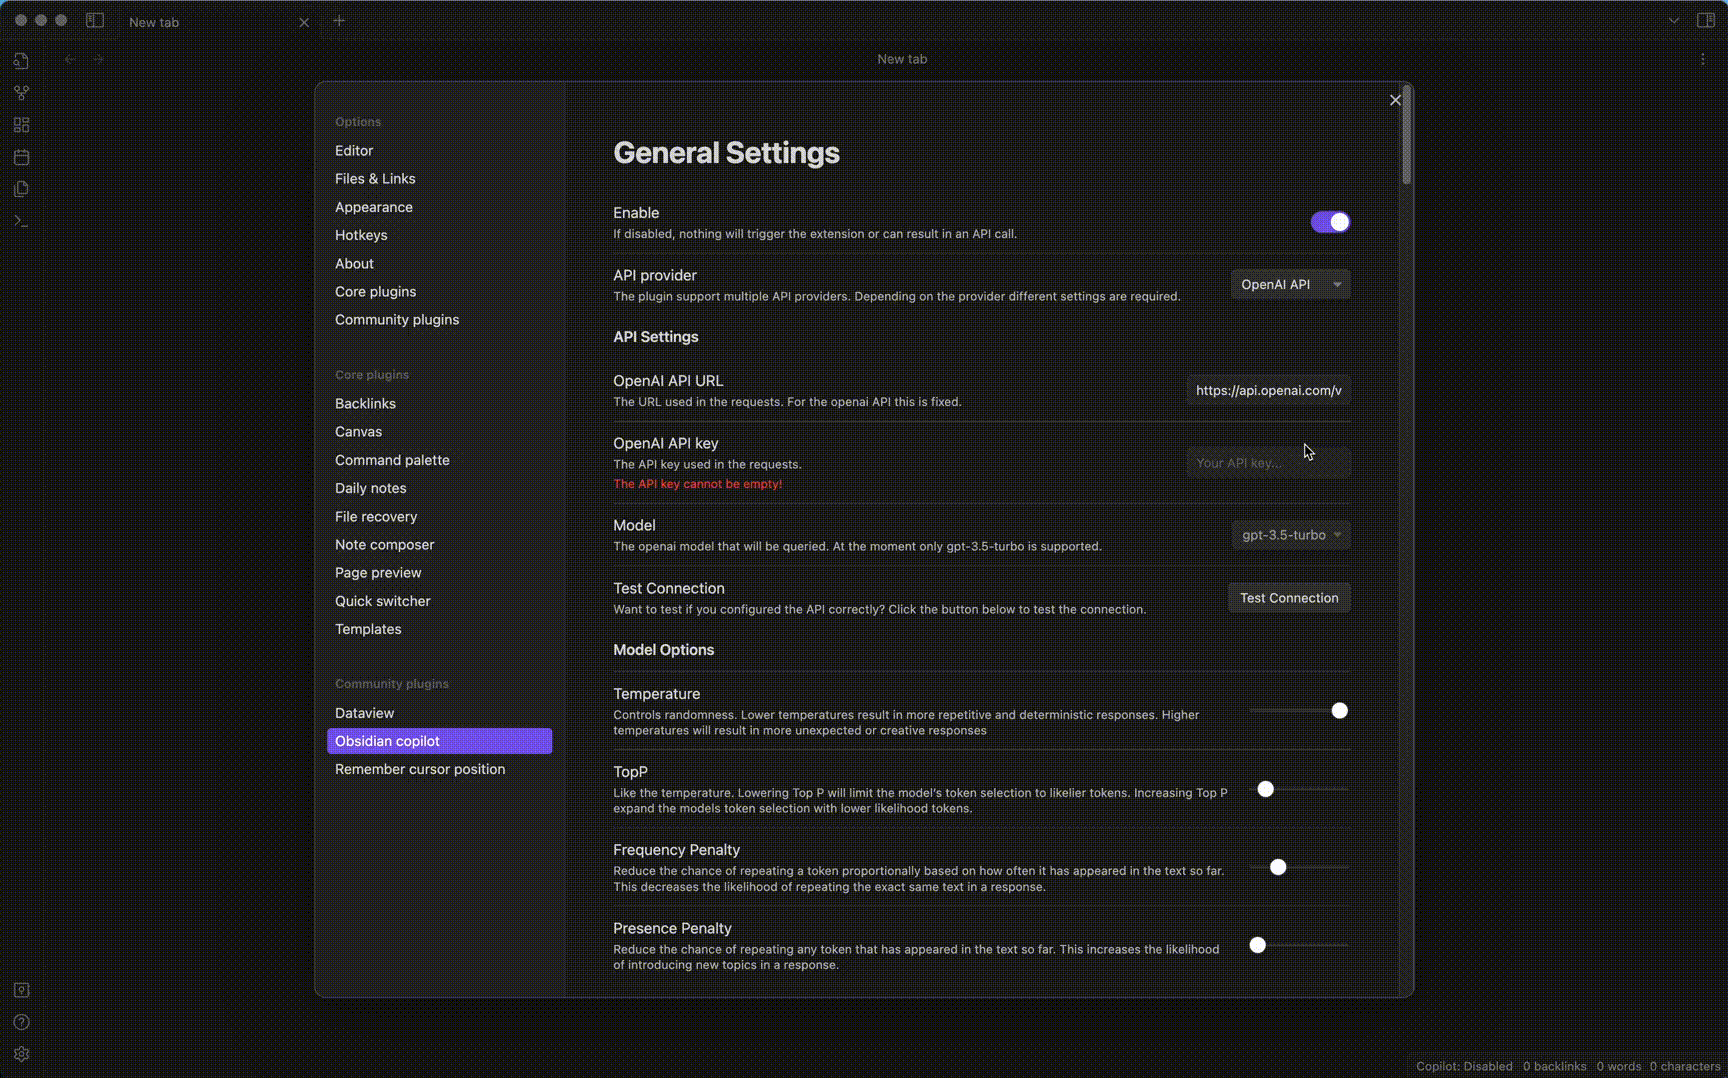 New tab
New tab
Options
Editor
Files & Links
Appearance
Hotkeys
About
Core plugins
Community plugins
Core plugins
Backlinks
Canvas
Command palette
Daily notes
File recovery
Note composer
Page preview
Quick switcher
Templates
Community plugins
Dataview
Obsidian copilot
Remember cursor position
General Settings
Enable
If disabled, nothing will trigger the extension or can result in an API call.
API provider
The plugin support multiple API providers. Depending on the provider different settings are required.
OpenAI API
API Settings
OpenAI API URL
The URL used in the requests. For the openai API this is fixed.
https://api.openai.com/v
OpenAI API key
The API key used in the requests.
The API key cannot be empty!
Your API key...
Model
The openai model that will be queried. At the moment only gpt-3.5-turbo is supported.
gpt-3.5-turbo
Test Connection
Want to test if you configured the API correctly? Click the button below to test the connection.
Test Connection
Model Options
Temperature
Controls randomness. Lower temperatures result in more repetitive and deterministic responses. Higher
temperatures will result in more unexpected or creative responses
TopP
Like the temperature. Lowering Top P will limit the model's token selection to likelier tokens. Increasing Top P
expand the models token selection with lower likelihood tokens.
Frequency Penalty
Reduce the chance of repeating a token proportionally based on how often it has appeared in the text so far.
This decreases the likelihood of repeating the exact same text in a response.
Presence Penalty
Reduce the chance of repeating any token that has appeared in the text so far. This increases the likelihood
of introducing new topics in a response.
Copilot: Disabled 0 backlinks 0 words 0 characters